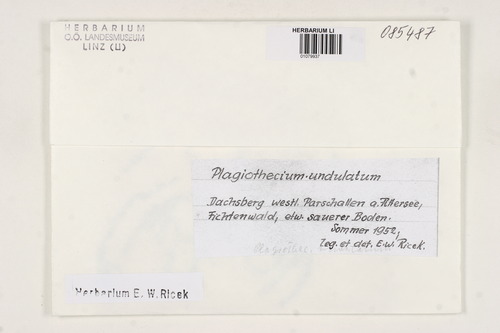 HERBARIUM
O.Ö. LANDESMUSEUM
LINZ (LI)
HERBARIUM LI
01079937
085487
Plagiothecium undulatum
Dachsberg westl. Parschallen a. Attersee,
Fichtenwald, etw. saurer Boden.
Sommer 1952,
leg. et det. E.W. Ricek.
Herbarium E. W. Ricek